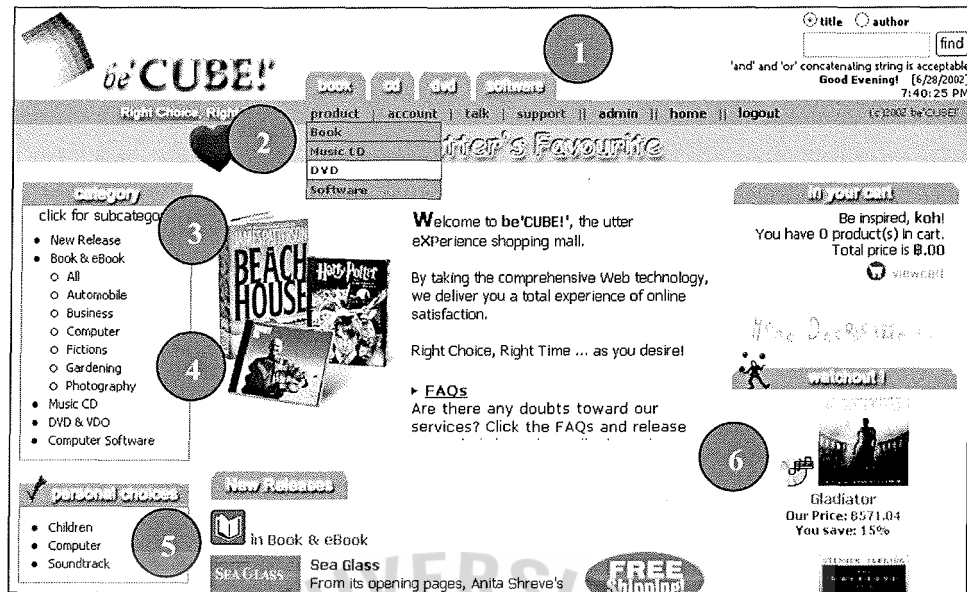 title author
find
'and' and 'or' concatenating string is acceptable
Good Evening! [6/28/2002]
7:40:25 PM
be'CUBE!'
1
book cd dvd software
Right Choice, Right
product | account | talk | support || admin || home || logout
(c)2002 be'CUBE!'
2
Book
Music CD
DVD
Software
utter's Favourite
category
click for subcatego
3
New Release
Book & eBook
All
Automobile
Business
Computer
Fictions
Gardening
Photography
Music CD
DVD & VDO
Computer Software
4
BEACH
HOUSE
Harry Potter
Welcome to be'CUBE!', the utter
eXPerience shopping mall.
By taking the comprehensive Web technology,
we deliver you a total experience of online
satisfaction.
Right Choice, Right Time ... as you desire!
FAQs
Are there any doubts toward our
services? Click the FAQs and release
in your cart
Be inspired, koh!
You have 0 product(s) in cart.
Total price is ฿.00
viewcart
watchout !
6
Gladiator
Our Price: ฿571.04
You save: 15%
personal choices
Children
Computer
Soundtrack
5
New Releases
in Book & eBook
SEA GLASS
Sea Glass
From its opening pages, Anita Shreve's
FREE
Shipping